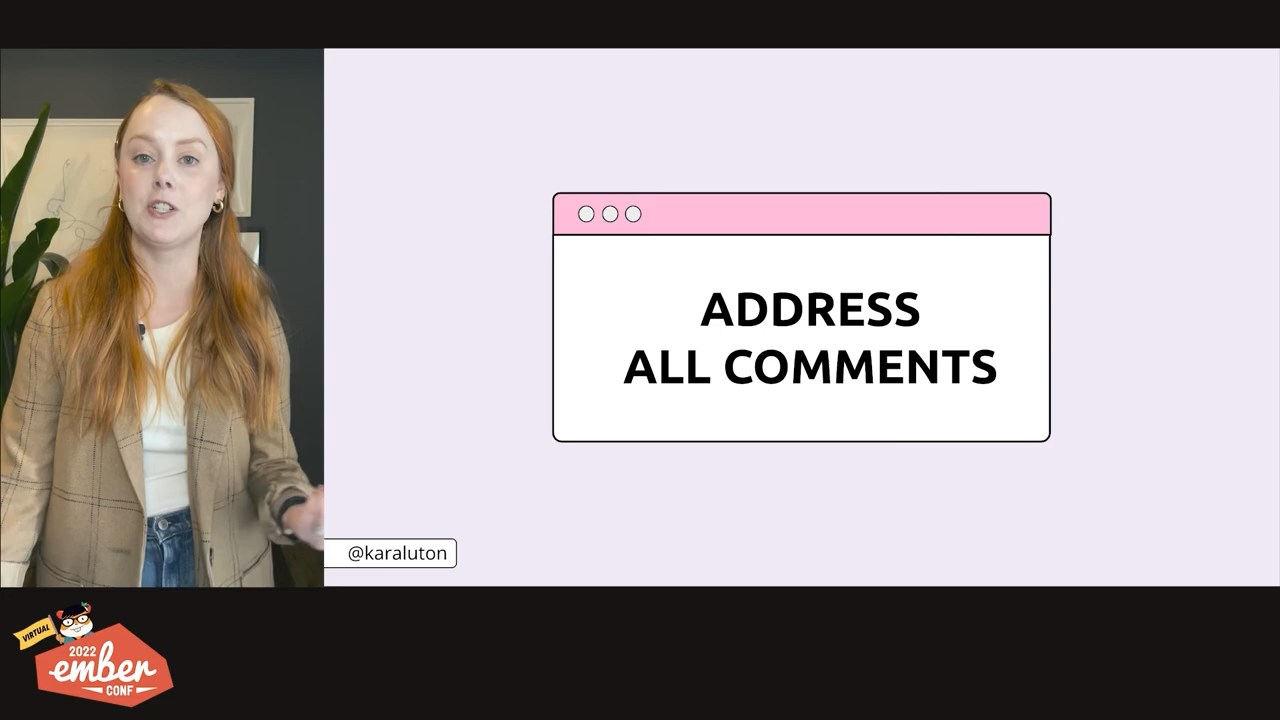 ADDRESS
ALL COMMENTS
@karaluton
VIRTUAL
2022
ember
CONF